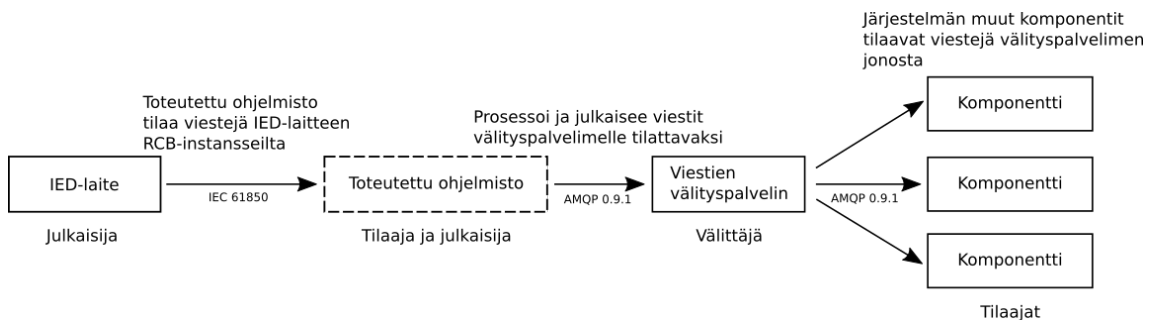 Järjestelmän muut komponentit
tilaavat viestejä välityspalvelimen
jonosta
Toteutettu ohjelmisto
tilaa viestejä IED-laitteen
RCB-instansseilta
Prosessoi ja julkaisee viestit
välityspalvelimelle tilattavaksi
Komponentti
IED-laite
IEC 61850
Toteutettu ohjelmisto
AMQP 0.9.1
Viestien
välityspalvelin
AMQP 0.9.1
Komponentti
Julkaisija
Tilaaja ja julkaisija
Välittäjä
Komponentti
Tilaajat